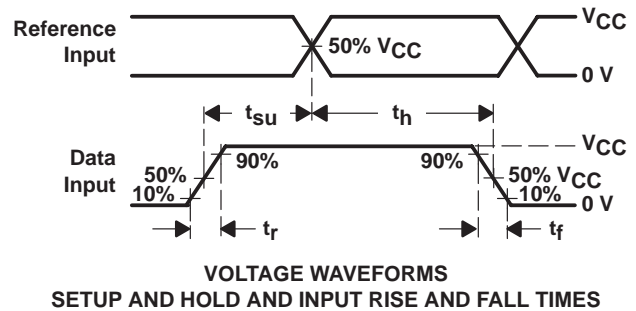 Reference
Input
VCC
50% VCC
0 V
tsu
th
Data
Input
VCC
90%
90%
50%
50% VCC
10%
10%
0 V
tr
tf
VOLTAGE WAVEFORMS
SETUP AND HOLD AND INPUT RISE AND FALL TIMES